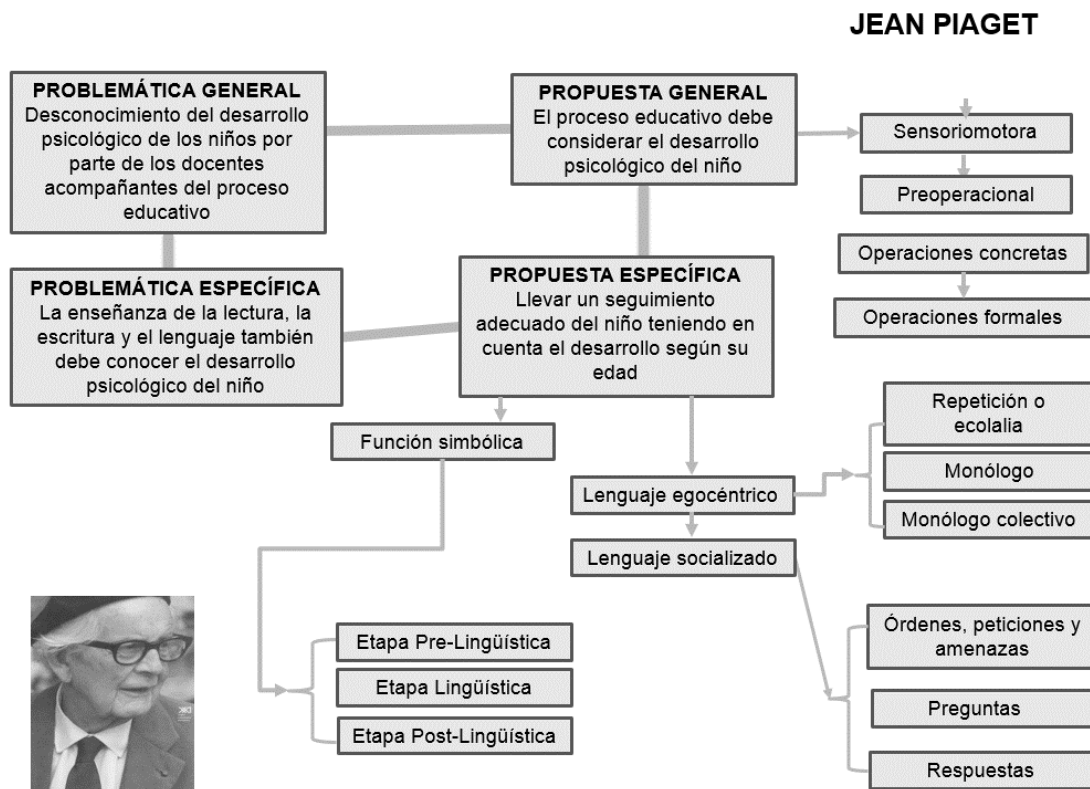 JEAN PIAGET
PROBLEMÁTICA GENERAL
Desconocimiento del desarrollo
psicológico de los niños por
parte de los docentes
acompañantes del proceso
educativo
PROPUESTA GENERAL
El proceso educativo debe
considerar el desarrollo
psicológico del niño
Sensoriomotora
Preoperacional
Operaciones concretas
Operaciones formales
PROBLEMÁTICA ESPECÍFICA
La enseñanza de la lectura, la
escritura y el lenguaje también
debe conocer el desarrollo
psicológico del niño
PROPUESTA ESPECÍFICA
Llevar un seguimiento
adecuado del niño teniendo en
cuenta el desarrollo según su
edad
Función simbólica
Lenguaje egocéntrico
Lenguaje socializado
Repetición o
ecolalia
Monólogo
Monólogo colectivo
Etapa Pre-Lingüística
Etapa Lingüística
Etapa Post-Lingüística
Órdenes, peticiones y
amenazas
Preguntas
Respuestas